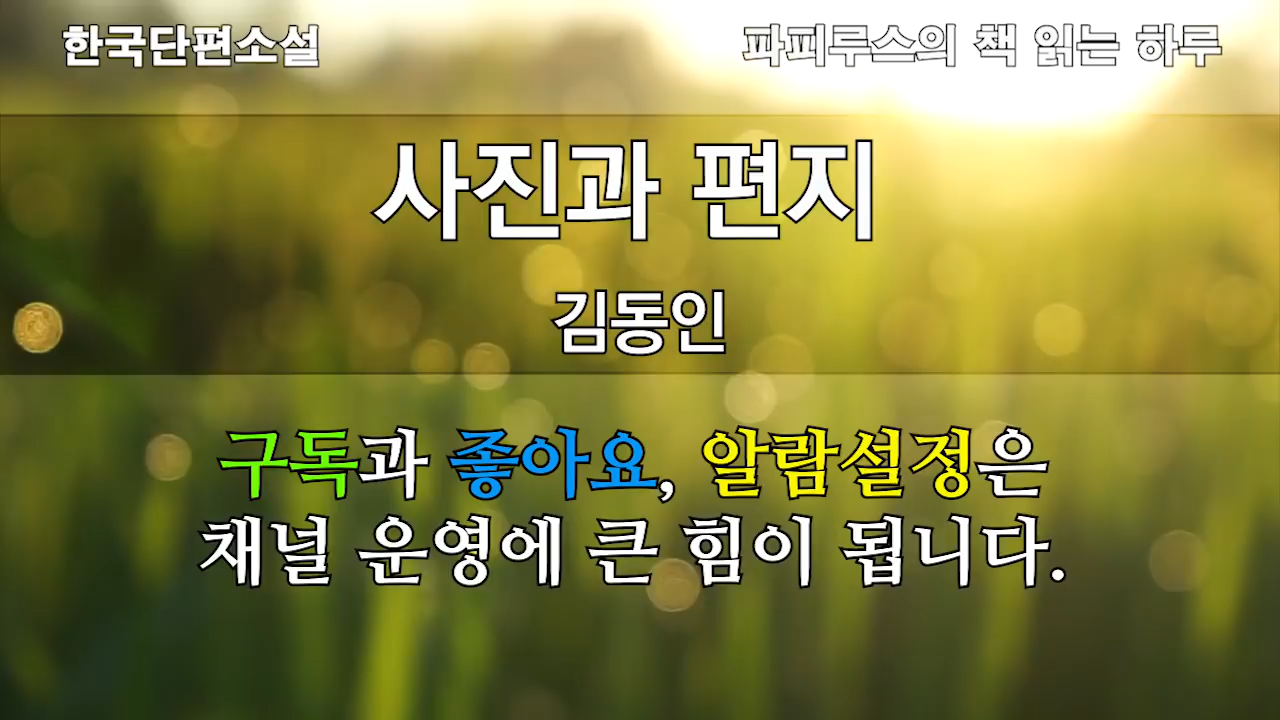 한국단편소설
파피루스의 책 읽는 하루
사진과 편지
김동인
구독과 좋아요, 알람설정은
채널 운영에 큰 힘이 됩니다.